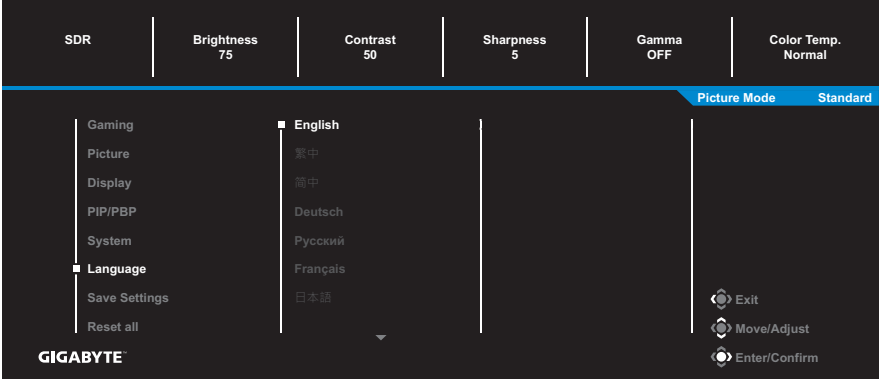 SDR
Brightness
75
Contrast
50
Sharpness
5
Gamma
OFF
Color Temp.
Normal
Picture Mode Standard
Gaming
Picture
Display
PIP/PBP
System
Language
Save Settings
Reset all
English
繁中
简中
Deutsch
Русский
Français
日本語
Exit
Move/Adjust
Enter/Confirm
GIGABYTE™